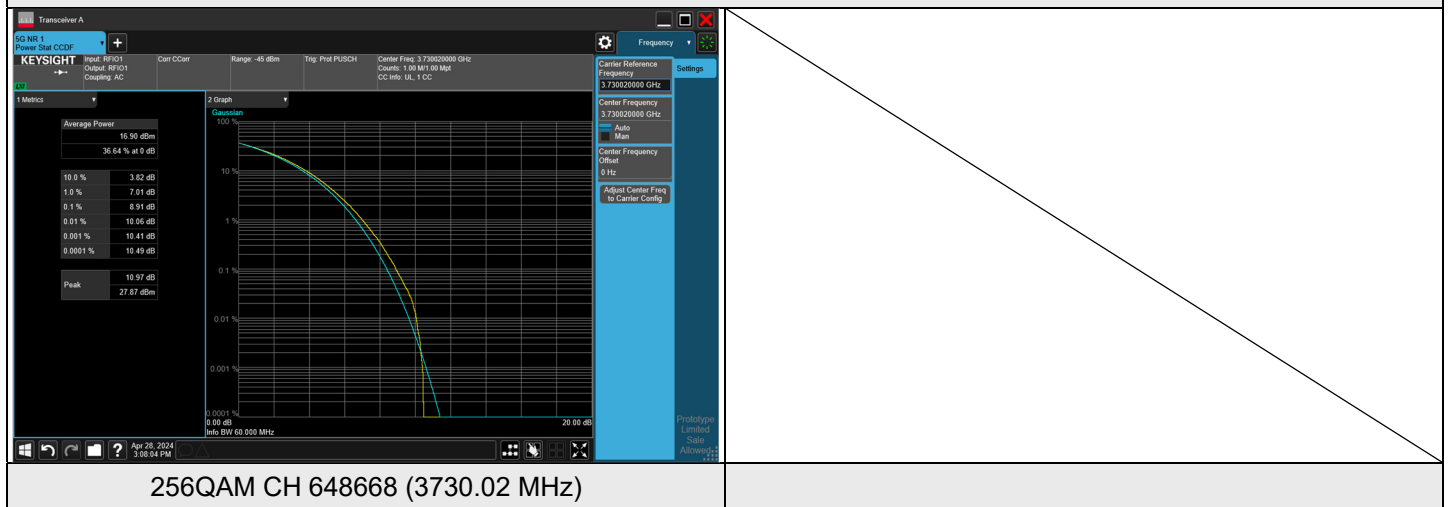 Transceiver A
5G NR 1
Power Stat CCDF
Frequency
KEYSIGHT
Input: RFIO1
Output: RFIO1
Coupling: AC
Corr CCorr
Range: -45 dBm
Trig: Prot PUSCH
Center Freq: 3.730020000 GHz
Counts: 1.00 M/1.00 Mpt
CC Info: UL, 1 CC
1 Metrics
Average Power
16.90 dBm
36.64 % at 0 dB
10.0 % 3.82 dB
1.0 % 7.01 dB
0.1 % 8.91 dB
0.01 % 10.06 dB
0.001 % 10.41 dB
0.0001 % 10.49 dB
Peak
10.97 dB
27.87 dBm
2 Graph
Gaussian
100 %
10 %
1 %
0.1 %
0.01 %
0.001 %
0.0001 %
0.00 dB 20.00 dB
Info BW 60.000 MHz
Carrier Reference
Frequency
3.730020000 GHz
Center Frequency
3.730020000 GHz
Auto
Man
Center Frequency
Offset
0 Hz
Adjust Center Freq
to Carrier Config
Settings
Prototype
Limited
Sale
Allowed
?
Apr 28, 2024
3:08:04 PM
256QAM CH 648668 (3730.02 MHz)